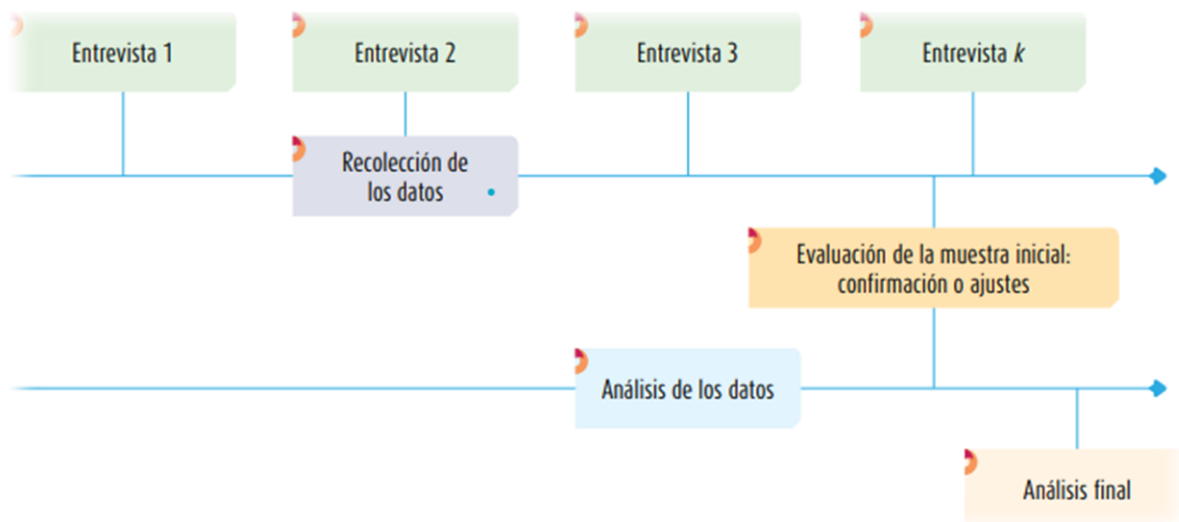 Entrevista 1
Entrevista 2
Entrevista 3
Entrevista k
Recolección de
los datos
Evaluación de la muestra inicial:
confirmación o ajustes
Análisis de los datos
Análisis final